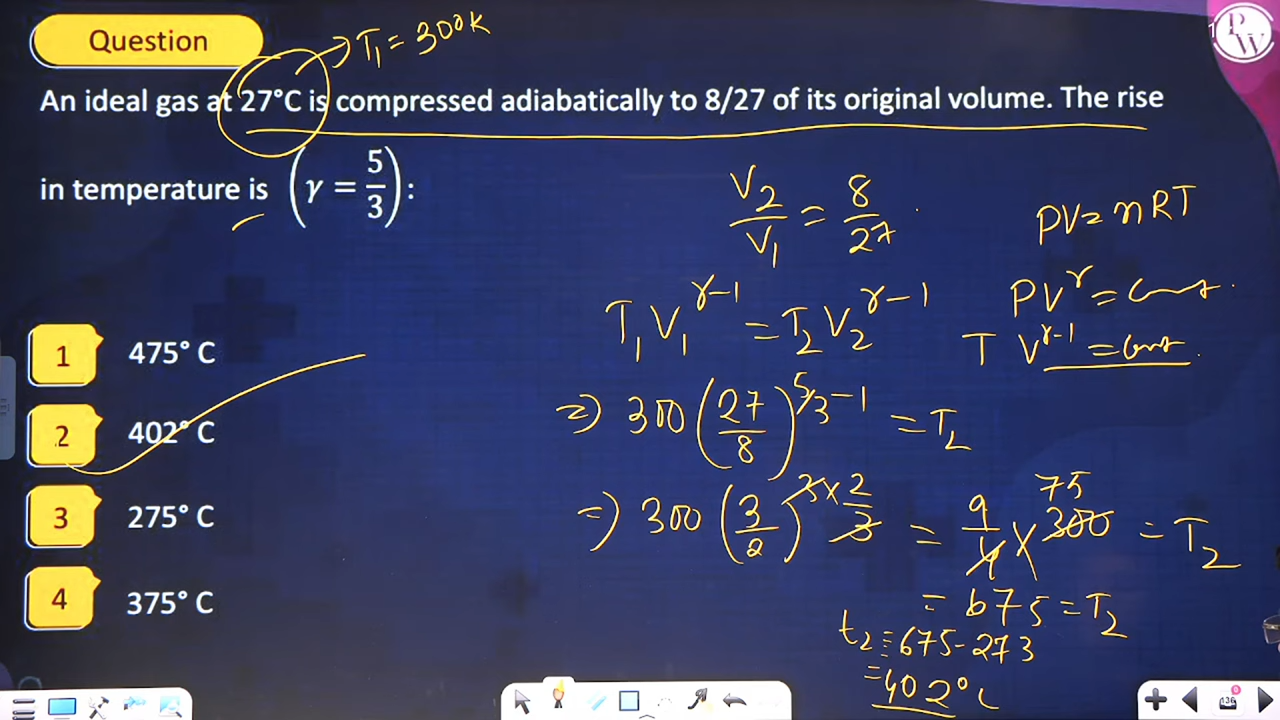 Question
T₁ = 300K
An ideal gas at 27°C is compressed adiabatically to 8/27 of its original volume. The rise
in temperature is (γ = 5/3):
V₂/V₁ = 8/27
PV = nRT
PV^γ = const.
T₁V₁^γ-1 = T₂V₂^γ-1
T V^γ-1 = const.
1 475° C
⇒ 300 (27/8)^5/3-1 = T₂
2 402° C
⇒ 300 (3/2)^3×2/3 = 9/4 × 300 75 = T₂
3 275° C
= 675 = T₂
4 375° C
t₂ = 675-273
= 402°C
PW
136